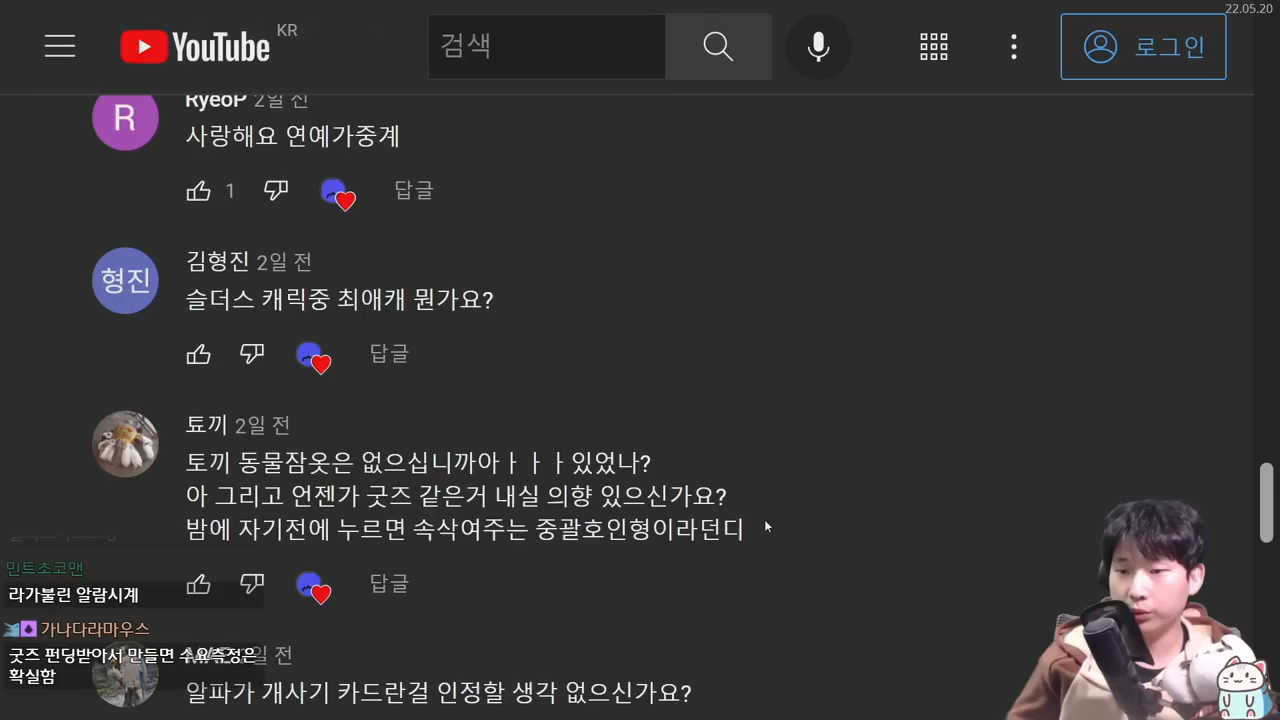 22.05.20
YouTube KR
검색
로그인
R
RyeoP 2일 전
사랑해요 연예가중계
1 답글
형진
김형진 2일 전
슬더스 캐릭중 최애캐 뭔가요?
답글
토끼 2일 전
토끼 동물잠옷은 없으십니까아ㅏㅏㅏ있었나?
아 그리고 언젠가 굿즈 같은거 내실 의향 있으신가요?
밤에 자기전에 누르면 속삭여주는 중괄호인형이라던디
답글
민트초코맨
라가불린 알람시계
가나다라마우스
굿즈 펀딩받아서 만들면 수요측정은
확실함
일 전
알파가 개사기 카드란걸 인정할 생각 없으신가요?